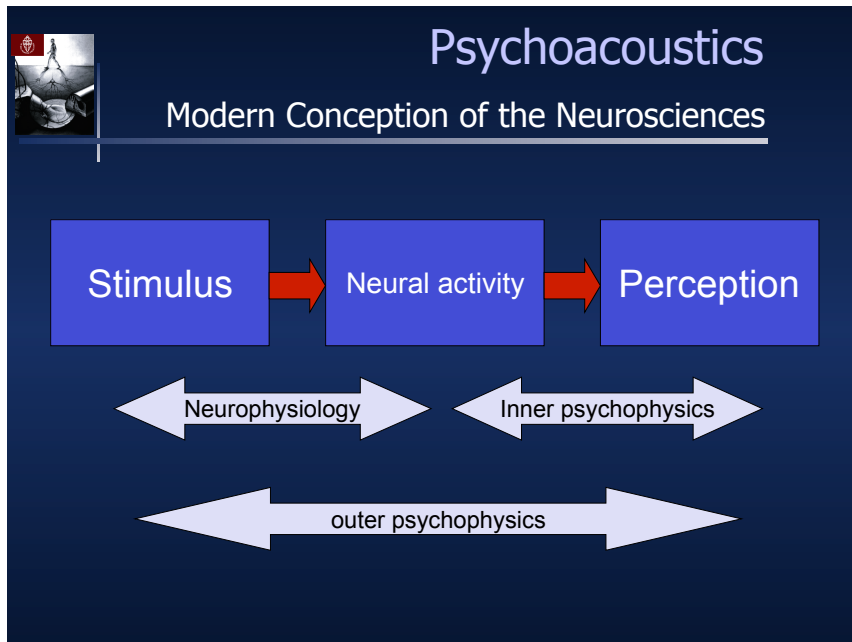 Psychoacoustics
Modern Conception of the Neurosciences
Stimulus
Neural activity
Perception
Neurophysiology
Inner psychophysics
outer psychophysics